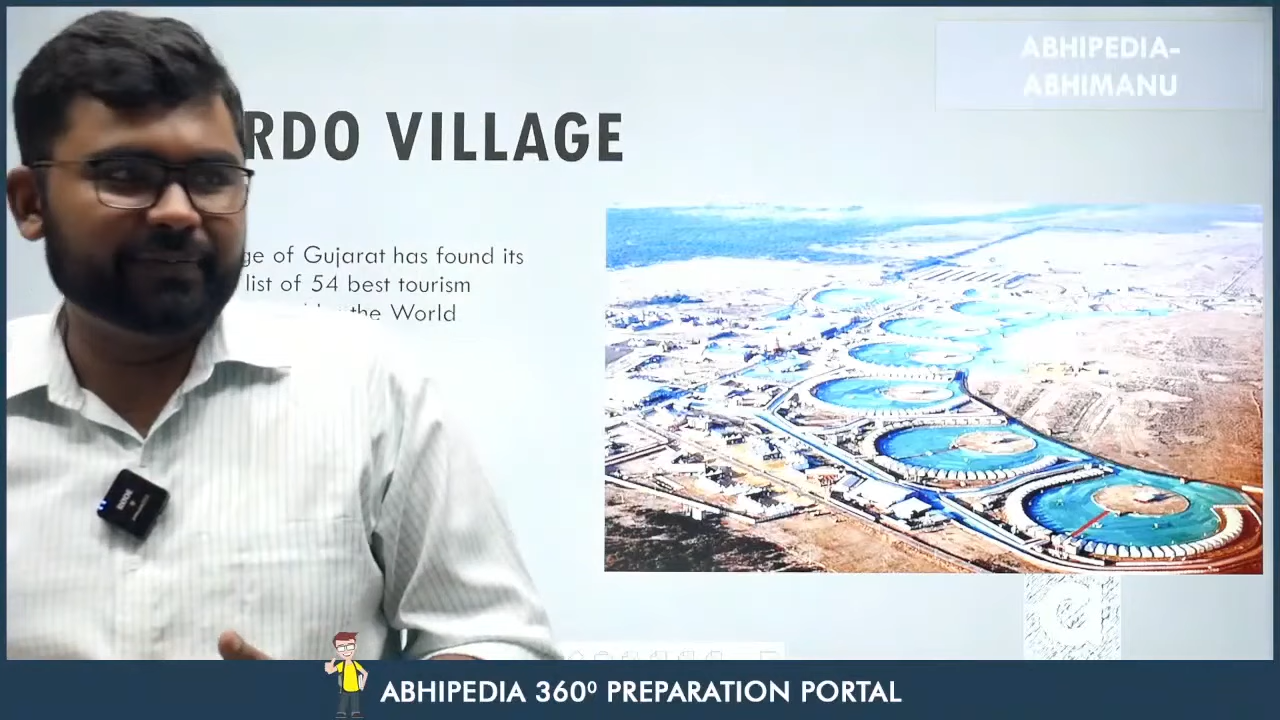 ABHIPEDIA-
ABHIMANU
RDO VILLAGE
ge of Gujarat has found its
list of 54 best tourism
the World
ABHIPEDIA 360⁰ PREPARATION PORTAL